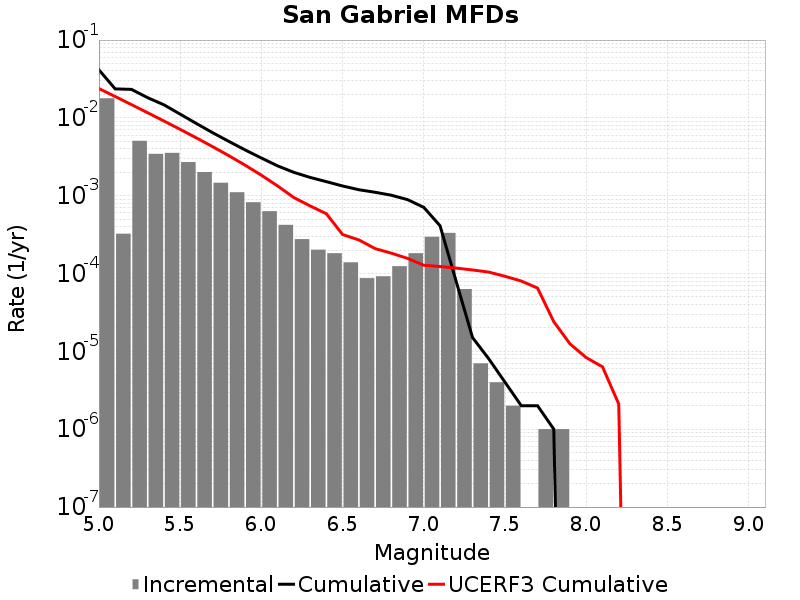 San Gabriel MFDs
10-1
10-2
10-3
10-4
10-5
10-6
10-7
Rate (1/yr)
5.0 5.5 6.0 6.5 7.0 7.5 8.0 8.5 9.0
Magnitude
Incremental Cumulative UCERF3 Cumulative